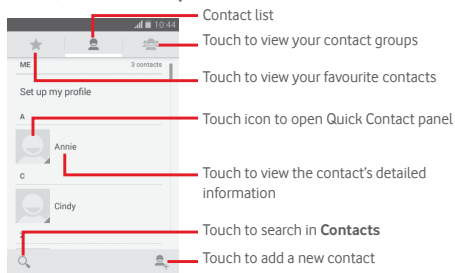 Contact list
10:44
Touch to view your contact groups
ME
3 contacts
Touch to view your favourite contacts
Set up my profile
A
Touch icon to open Quick Contact panel
Annie
C
Touch to view the contact's detailed
information
Cindy
Touch to search in Contacts
Touch to add a new contact